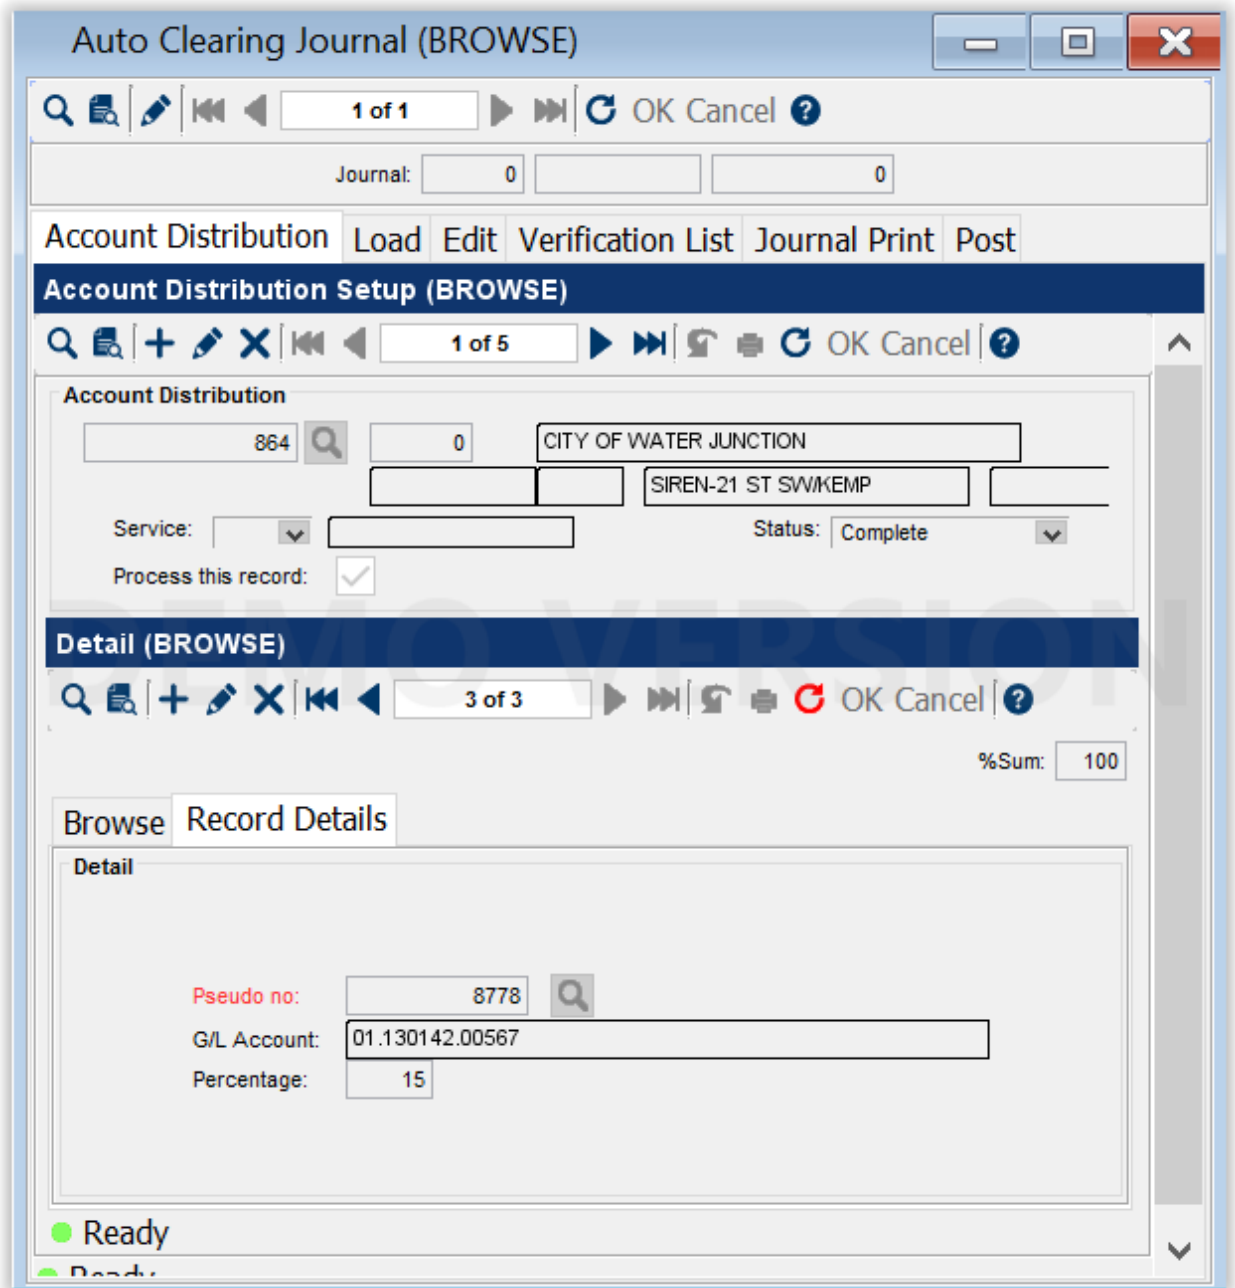 Auto Clearing Journal (BROWSE)
1 of 1 OK Cancel ?
Journal: 0 0
Account Distribution Load Edit Verification List Journal Print Post
Account Distribution Setup (BROWSE)
1 of 5 OK Cancel ?
Account Distribution
864 0 CITY OF WATER JUNCTION
SIREN-21 ST SW/KEMP
Service: Status: Complete
Process this record:
DEMO VERSION
Detail (BROWSE)
3 of 3 OK Cancel ?
%Sum: 100
Browse Record Details
Detail
Pseudo no: 8778
G/L Account: 01.130142.00567
Percentage: 15
Ready
Ready